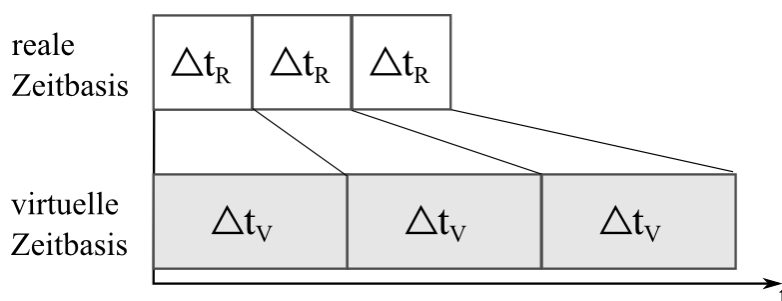 reale
Zeitbasis
△t_R △t_R △t_R
virtuelle
Zeitbasis
△t_V △t_V △t_V